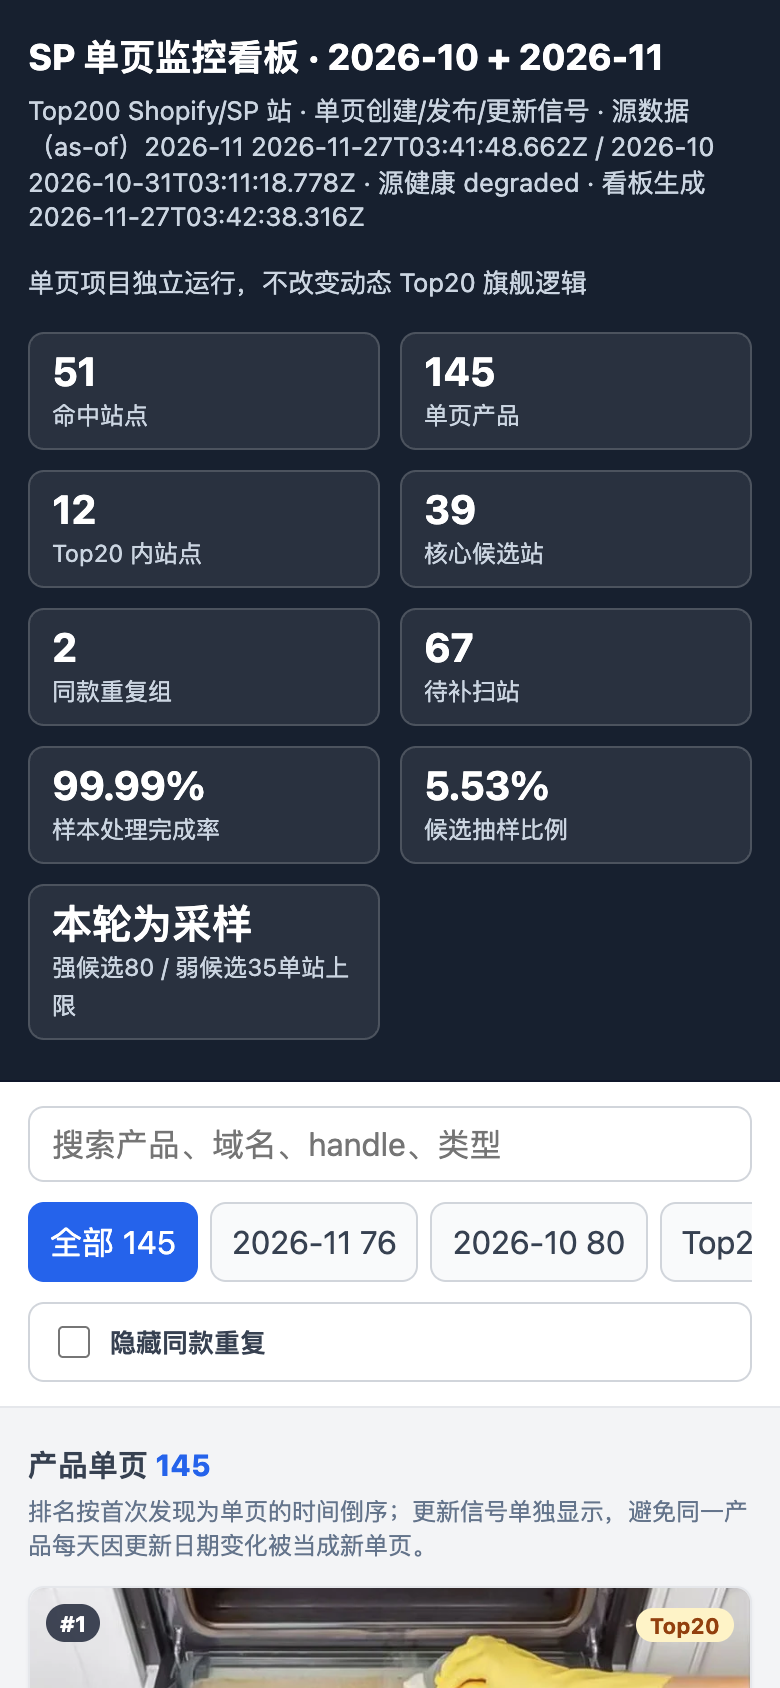 SP 单页监控看板 · 2026-10 + 2026-11
Top200 Shopify/SP 站 · 单页创建/发布/更新信号 · 源数据
（as-of）2026-11 2026-11-27T03:41:48.662Z / 2026-10
2026-10-31T03:11:18.778Z · 源健康 degraded · 看板生成
2026-11-27T03:42:38.316Z
单页项目独立运行，不改变动态 Top20 旗舰逻辑
51
命中站点
145
单页产品
12
Top20 内站点
39
核心候选站
2
同款重复组
67
待补扫站
99.99%
样本处理完成率
5.53%
候选抽样比例
本轮为采样
强候选80 / 弱候选35单站上
限
搜索产品、域名、handle、类型
全部 145
2026-11 76
2026-10 80
Top2
隐藏同款重复
产品单页 145
排名按首次发现为单页的时间倒序；更新信号单独显示，避免同一产
品每天因更新日期变化被当成新单页。
#1
Top20